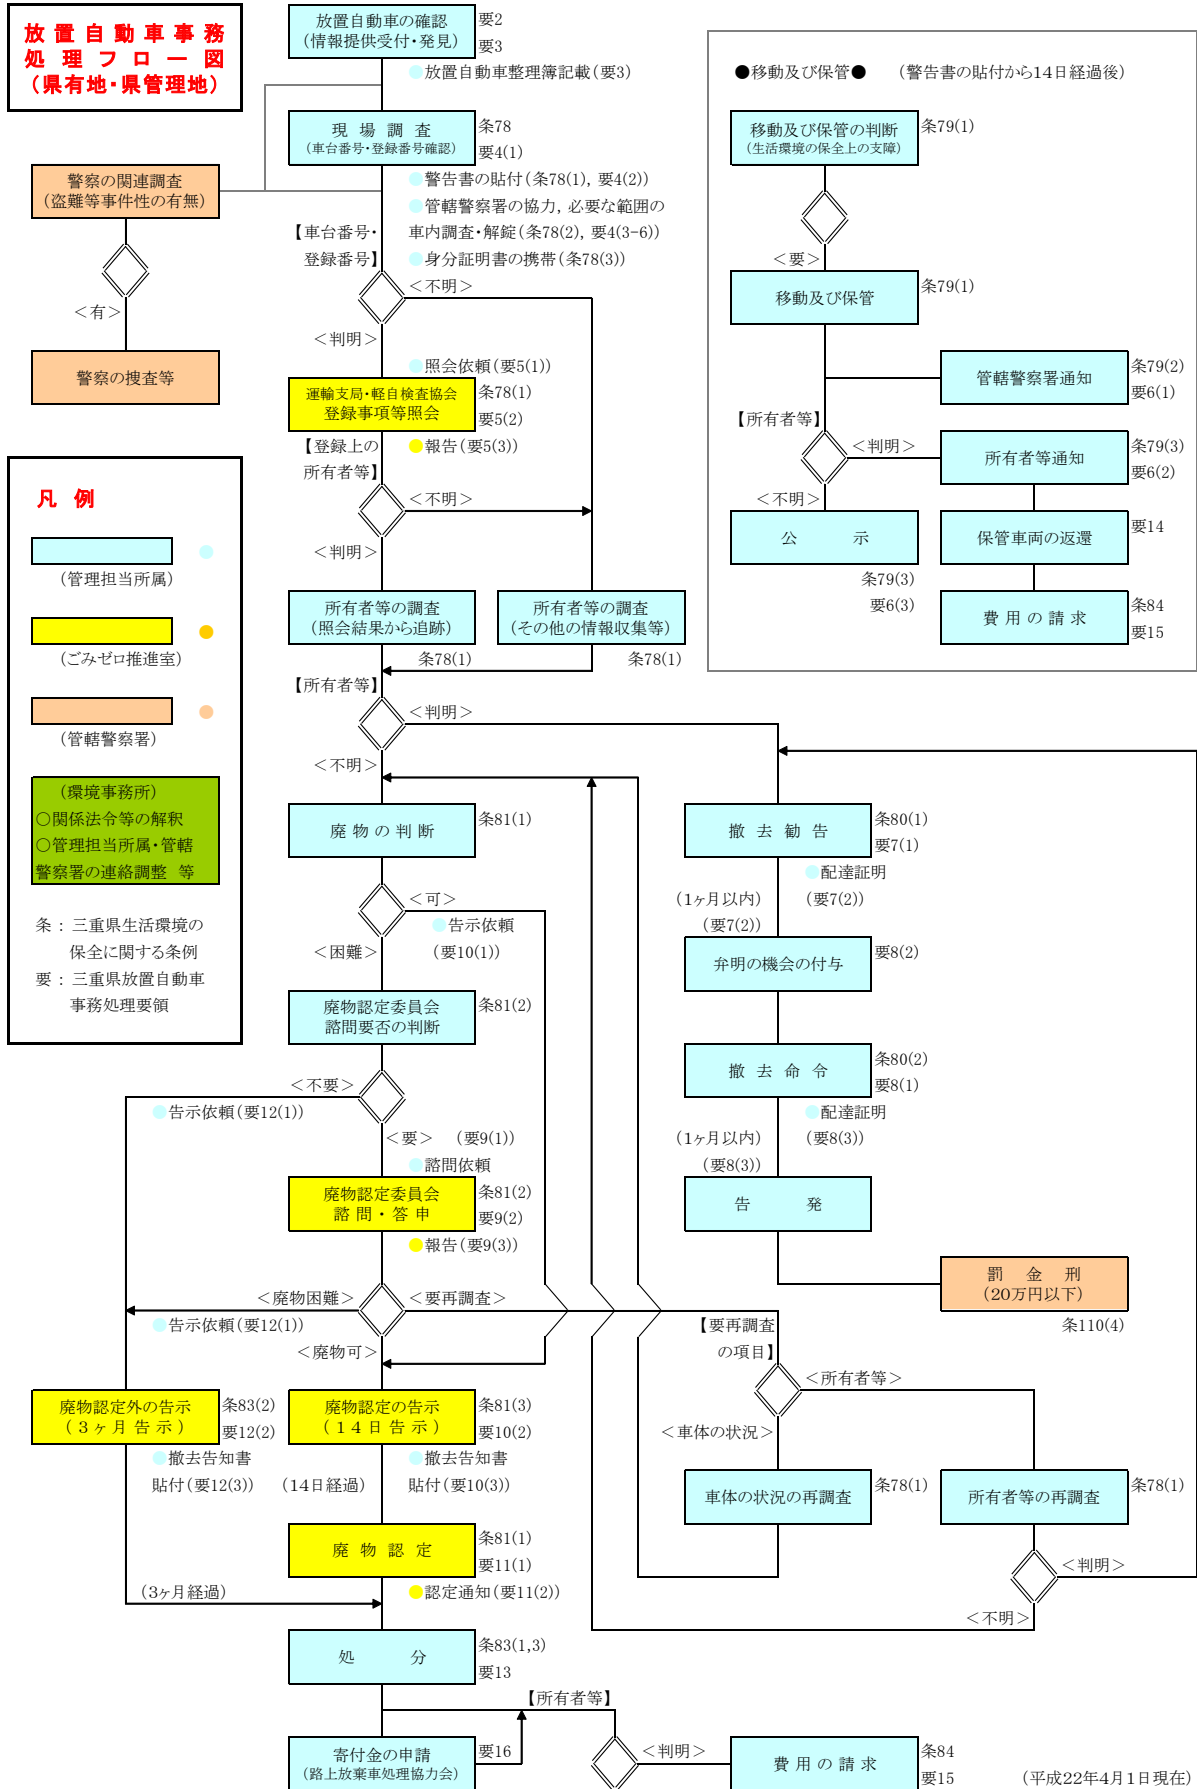 放置自動車事務
処理フロー図
(県有地・県管理地)
放置自動車の確認
(情報提供受付・発見)
要2
要3
●放置自動車整理簿記載(要3)
現場調査
(車台番号・登録番号確認)
条78
要4(1)
警察の関連調査
(盗難等事件性の有無)
●警告書の貼付(条78(1), 要4(2))
●管轄警察署の協力, 必要な範囲の
車内調査・解錠(条78(2), 要4(3-6))
●身分証明書の携帯(条78(3))
【車台番号・
登録番号】
<有>
警察の捜査等
<不明>
<判明>
●照会依頼(要5(1))
運輸支局・軽自検査協会
登録事項等照会
条78(1)
要5(2)
●報告(要5(3))
【登録上の
所有者等】
<不明>
<判明>
所有者等の調査
(照会結果から追跡)
条78(1)
所有者等の調査
(その他の情報収集等)
条78(1)
【所有者等】
<判明>
<不明>
●移動及び保管● (警告書の貼付から14日経過後)
移動及び保管の判断
(生活環境の保全上の支障)
条79(1)
<要>
移動及び保管
条79(1)
管轄警察署通知
条79(2)
要6(1)
【所有者等】
<判明>
所有者等通知
条79(3)
要6(2)
<不明>
公示
条79(3)
要6(3)
保管車両の返還
要14
費用の請求
条84
要15
凡例
(管理担当所属)
(ごみゼロ推進室)
(管轄警察署)
(環境事務所)
○関係法令等の解釈
○管理担当所属・管轄
警察署の連絡調整 等
条:三重県生活環境の
保全に関する条例
要:三重県放置自動車
事務処理要領
廃物の判断
条81(1)
<可>
●告示依頼
(要10(1))
<困難>
廃物認定委員会
諮問要否の判断
条81(2)
<不要>
●告示依頼(要12(1))
<要> (要9(1))
●諮問依頼
廃物認定委員会
諮問・答申
条81(2)
要9(2)
●報告(要9(3))
<廃物困難>
●告示依頼(要12(1))
<要再調査>
<廃物可>
撤去勧告
条80(1)
要7(1)
●配達証明
(要7(2))
(1ヶ月以内)
(要7(2))
弁明の機会の付与
要8(2)
撤去命令
条80(2)
要8(1)
●配達証明
(要8(3))
(1ヶ月以内)
(要8(3))
告発
罰金刑
(20万円以下)
条110(4)
【要再調査
の項目】
<所有者等>
<車体の状況>
車体の状況の再調査
条78(1)
所有者等の再調査
条78(1)
<判明>
<不明>
廃物認定外の告示
(3ヶ月告示)
条83(2)
要12(2)
●撤去告知書
貼付(要12(3))
廃物認定の告示
(14日告示)
条81(3)
要10(2)
●撤去告知書
貼付(要10(3))
(14日経過)
廃物認定
条81(1)
要11(1)
●認定通知(要11(2))
(3ヶ月経過)
処分
条83(1,3)
要13
【所有者等】
寄付金の申請
(路上放棄車処理協力会)
要16
<判明>
費用の請求
条84
要15
(平成22年4月1日現在)